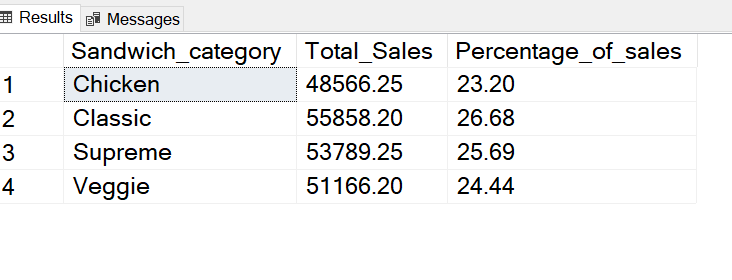 Results Messages
Sandwich_category Total_Sales Percentage_of_sales
1 Chicken 48566.25 23.20
2 Classic 55858.20 26.68
3 Supreme 53789.25 25.69
4 Veggie 51166.20 24.44